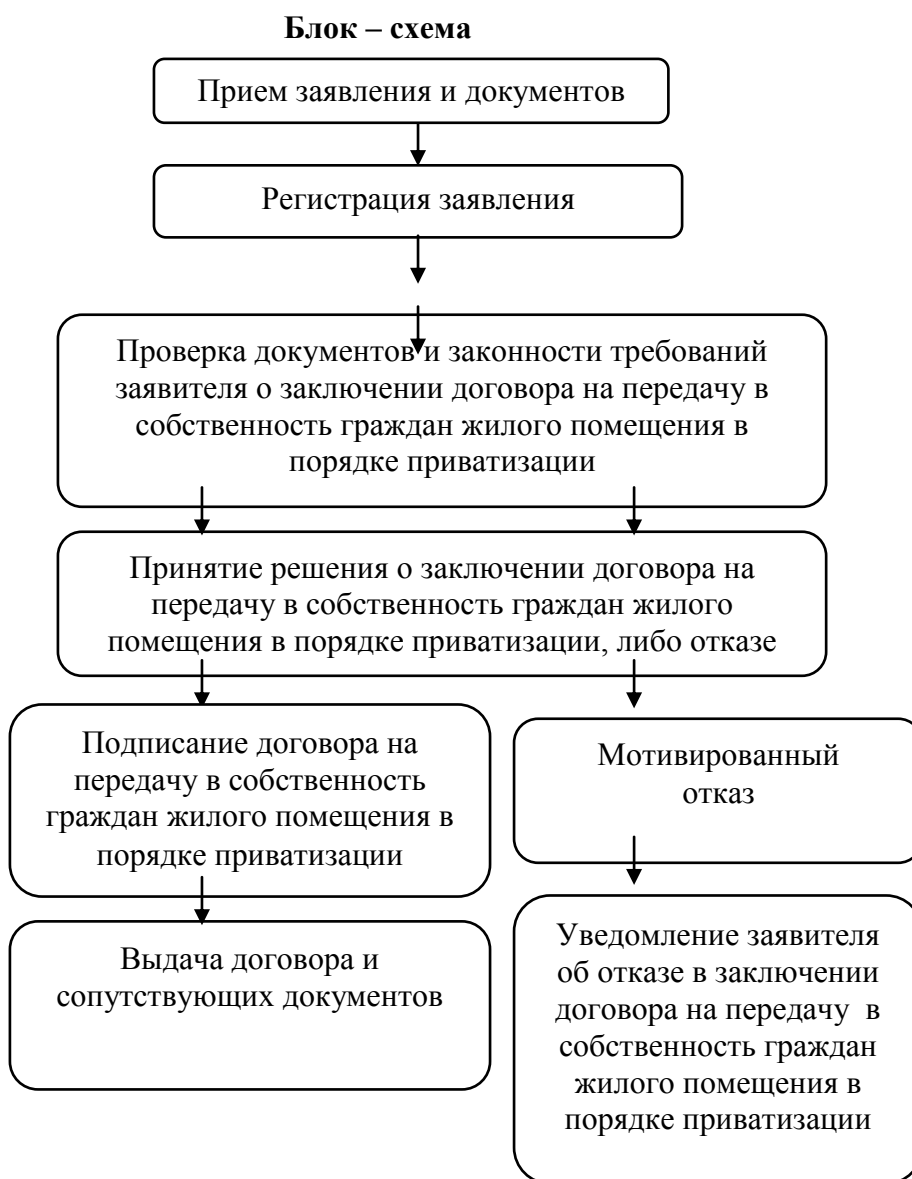 Блок – схема
Прием заявления и документов
Регистрация заявления
Проверка документов и законности требований
заявителя о заключении договора на передачу в
собственность граждан жилого помещения в
порядке приватизации
Принятие решения о заключении договора на
передачу в собственность граждан жилого
помещения в порядке приватизации, либо отказе
Подписание договора на
передачу в собственность
граждан жилого помещения в
порядке приватизации
Мотивированный
отказ
Выдача договора и
сопутствующих документов
Уведомление заявителя
об отказе в заключении
договора на передачу в
собственность граждан
жилого помещения в
порядке приватизации